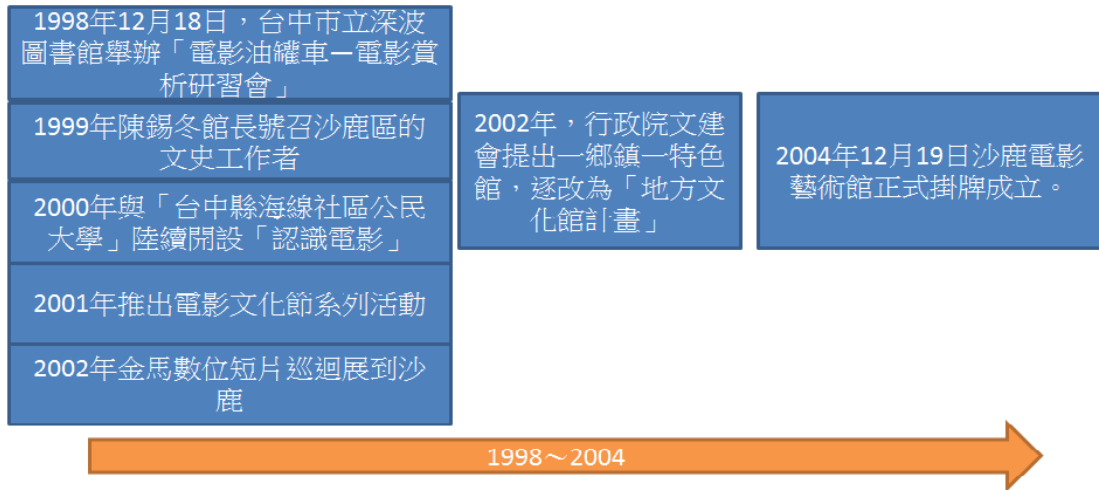 1998年12月18日，台中市立深波
圖書館舉辦「電影油罐車—電影賞
析研習會」
1999年陳錫冬館長號召沙鹿區的
文史工作者
2000年與「台中縣海線社區公民
大學」陸續開設「認識電影」
2001年推出電影文化節系列活動
2002年金馬數位短片巡迴展到沙
鹿
2002年，行政院文建
會提出一鄉鎮一特色
館，逐改為「地方文
化館計畫」
2004年12月19日沙鹿電影
藝術館正式掛牌成立。
1998～2004